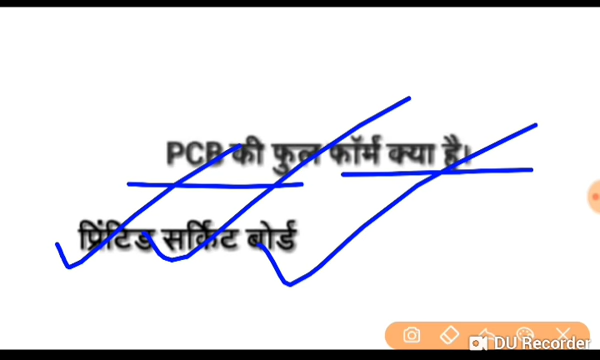 PCB की फुल फॉर्म क्या है।
प्रिंटिड सर्किट बोर्ड
DU Recorder